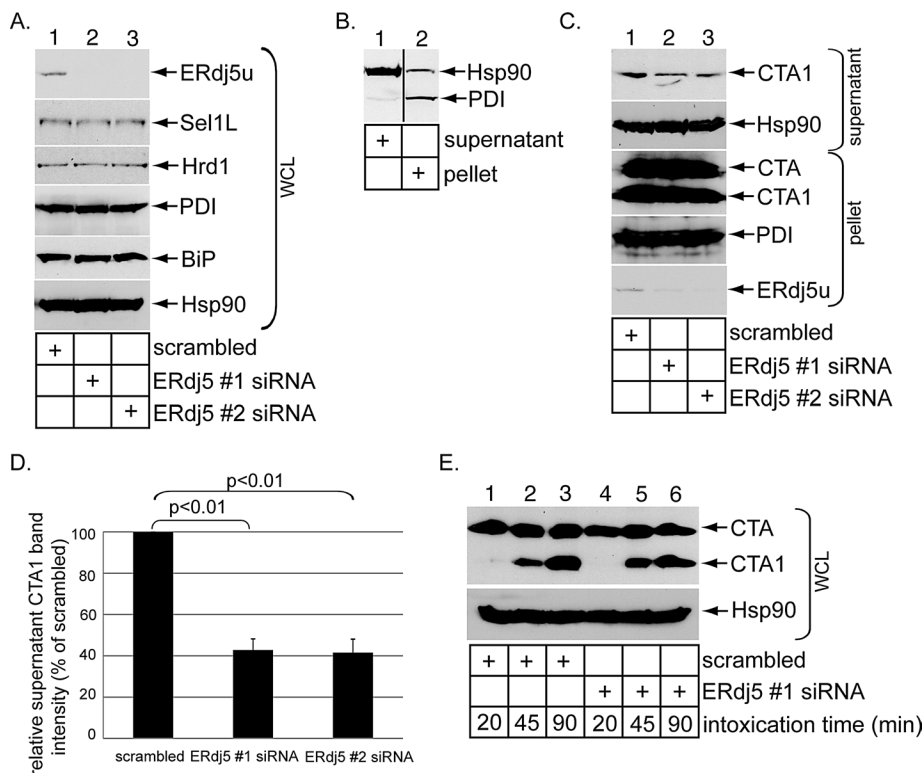 A.
1 2 3
ERdj5u
Sel1L
Hrd1
PDI
BiP
Hsp90
WCL
+ scrambled
+ ERdj5 #1 siRNA
+ ERdj5 #2 siRNA
B.
1 2
Hsp90
PDI
+ supernatant
+ pellet
C.
1 2 3
CTA1
Hsp90
supernatant
CTA
CTA1
PDI
ERdj5u
pellet
+ scrambled
+ ERdj5 #1 siRNA
+ ERdj5 #2 siRNA
D.
p<0.01
p<0.01
relative supernatant CTA1 band
intensity (% of scrambled)
100
80
60
40
20
0
scrambled ERdj5 #1 siRNA ERdj5 #2 siRNA
E.
1 2 3 4 5 6
CTA
CTA1
Hsp90
WCL
+ + + scrambled
+ + + ERdj5 #1 siRNA
20 45 90 20 45 90 intoxication time (min)